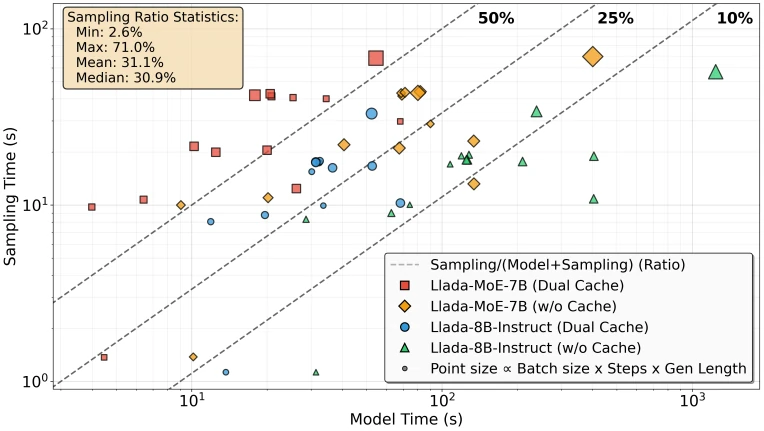 Sampling Ratio Statistics:
Min: 2.6%
Max: 71.0%
Mean: 31.1%
Median: 30.9%
50%
25%
10%
10²
10¹
10⁰
Sampling Time (s)
Sampling/(Model+Sampling) (Ratio)
Llada-MoE-7B (Dual Cache)
Llada-MoE-7B (w/o Cache)
Llada-8B-Instruct (Dual Cache)
Llada-8B-Instruct (w/o Cache)
Point size ∝ Batch size x Steps x Gen Length
10¹
10²
10³
Model Time (s)